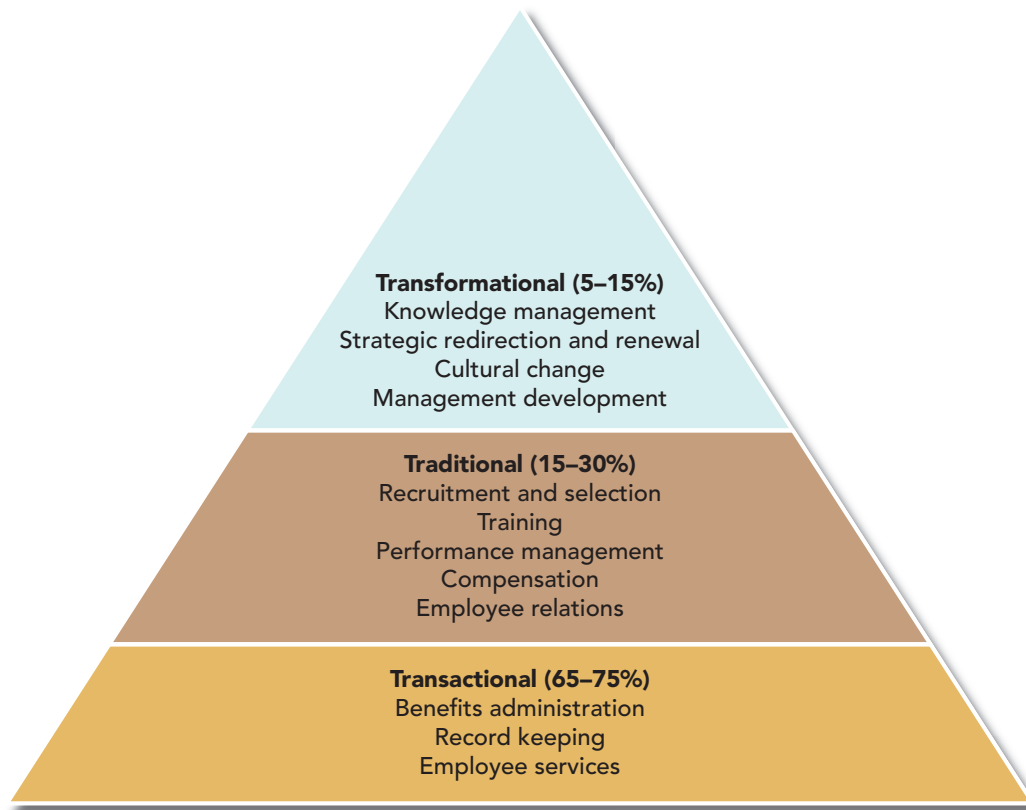 Transformational (5–15%)
Knowledge management
Strategic redirection and renewal
Cultural change
Management development
Traditional (15–30%)
Recruitment and selection
Training
Performance management
Compensation
Employee relations
Transactional (65–75%)
Benefits administration
Record keeping
Employee services